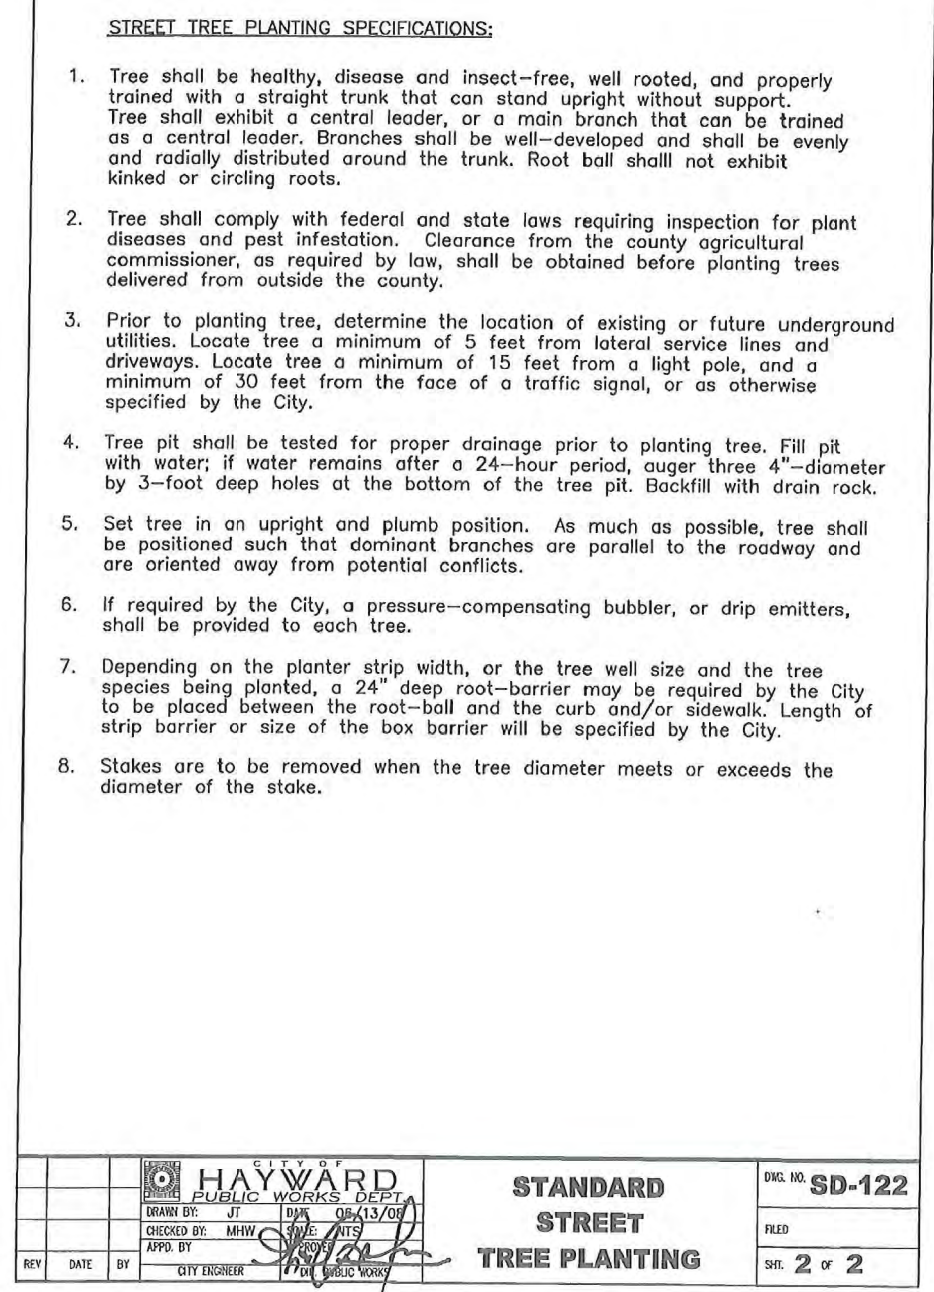 STREET TREE PLANTING SPECIFICATIONS:
1. Tree shall be healthy, disease and insect-free, well rooted, and properly
trained with a straight trunk that can stand upright without support.
Tree shall exhibit a central leader, or a main branch that can be trained
as a central leader. Branches shall be well-developed and shall be evenly
and radially distributed around the trunk. Root ball shalll not exhibit
kinked or circling roots.
2. Tree shall comply with federal and state laws requiring inspection for plant
diseases and pest infestation. Clearance from the county agricultural
commissioner, as required by law, shall be obtained before planting trees
delivered from outside the county.
3. Prior to planting tree, determine the location of existing or future underground
utilities. Locate tree a minimum of 5 feet from lateral service lines and
driveways. Locate tree a minimum of 15 feet from a light pole, and a
minimum of 30 feet from the face of a traffic signal, or as otherwise
specified by the City.
4. Tree pit shall be tested for proper drainage prior to planting tree. Fill pit
with water; if water remains after a 24-hour period, auger three 4"-diameter
by 3-foot deep holes at the bottom of the tree pit. Backfill with drain rock.
5. Set tree in an upright and plumb position. As much as possible, tree shall
be positioned such that dominant branches are parallel to the roadway and
are oriented away from potential conflicts.
6. If required by the City, a pressure-compensating bubbler, or drip emitters,
shall be provided to each tree.
7. Depending on the planter strip width, or the tree well size and the tree
species being planted, a 24" deep root-barrier may be required by the City
to be placed between the root-ball and the curb and/or sidewalk. Length of
strip barrier or size of the box barrier will be specified by the City.
8. Stakes are to be removed when the tree diameter meets or exceeds the
diameter of the stake.
REV DATE BY
CITY OF
HAYWARD
PUBLIC WORKS DEPT.
DRAWN BY: JT DATE 06/13/08
CHECKED BY: MHW SCALE: NTS
APPD. BY
CITY ENGINEER DIR. PUBLIC WORKS
STANDARD
STREET
TREE PLANTING
DWG. NO. SD-122
FILED
SHT. 2 OF 2